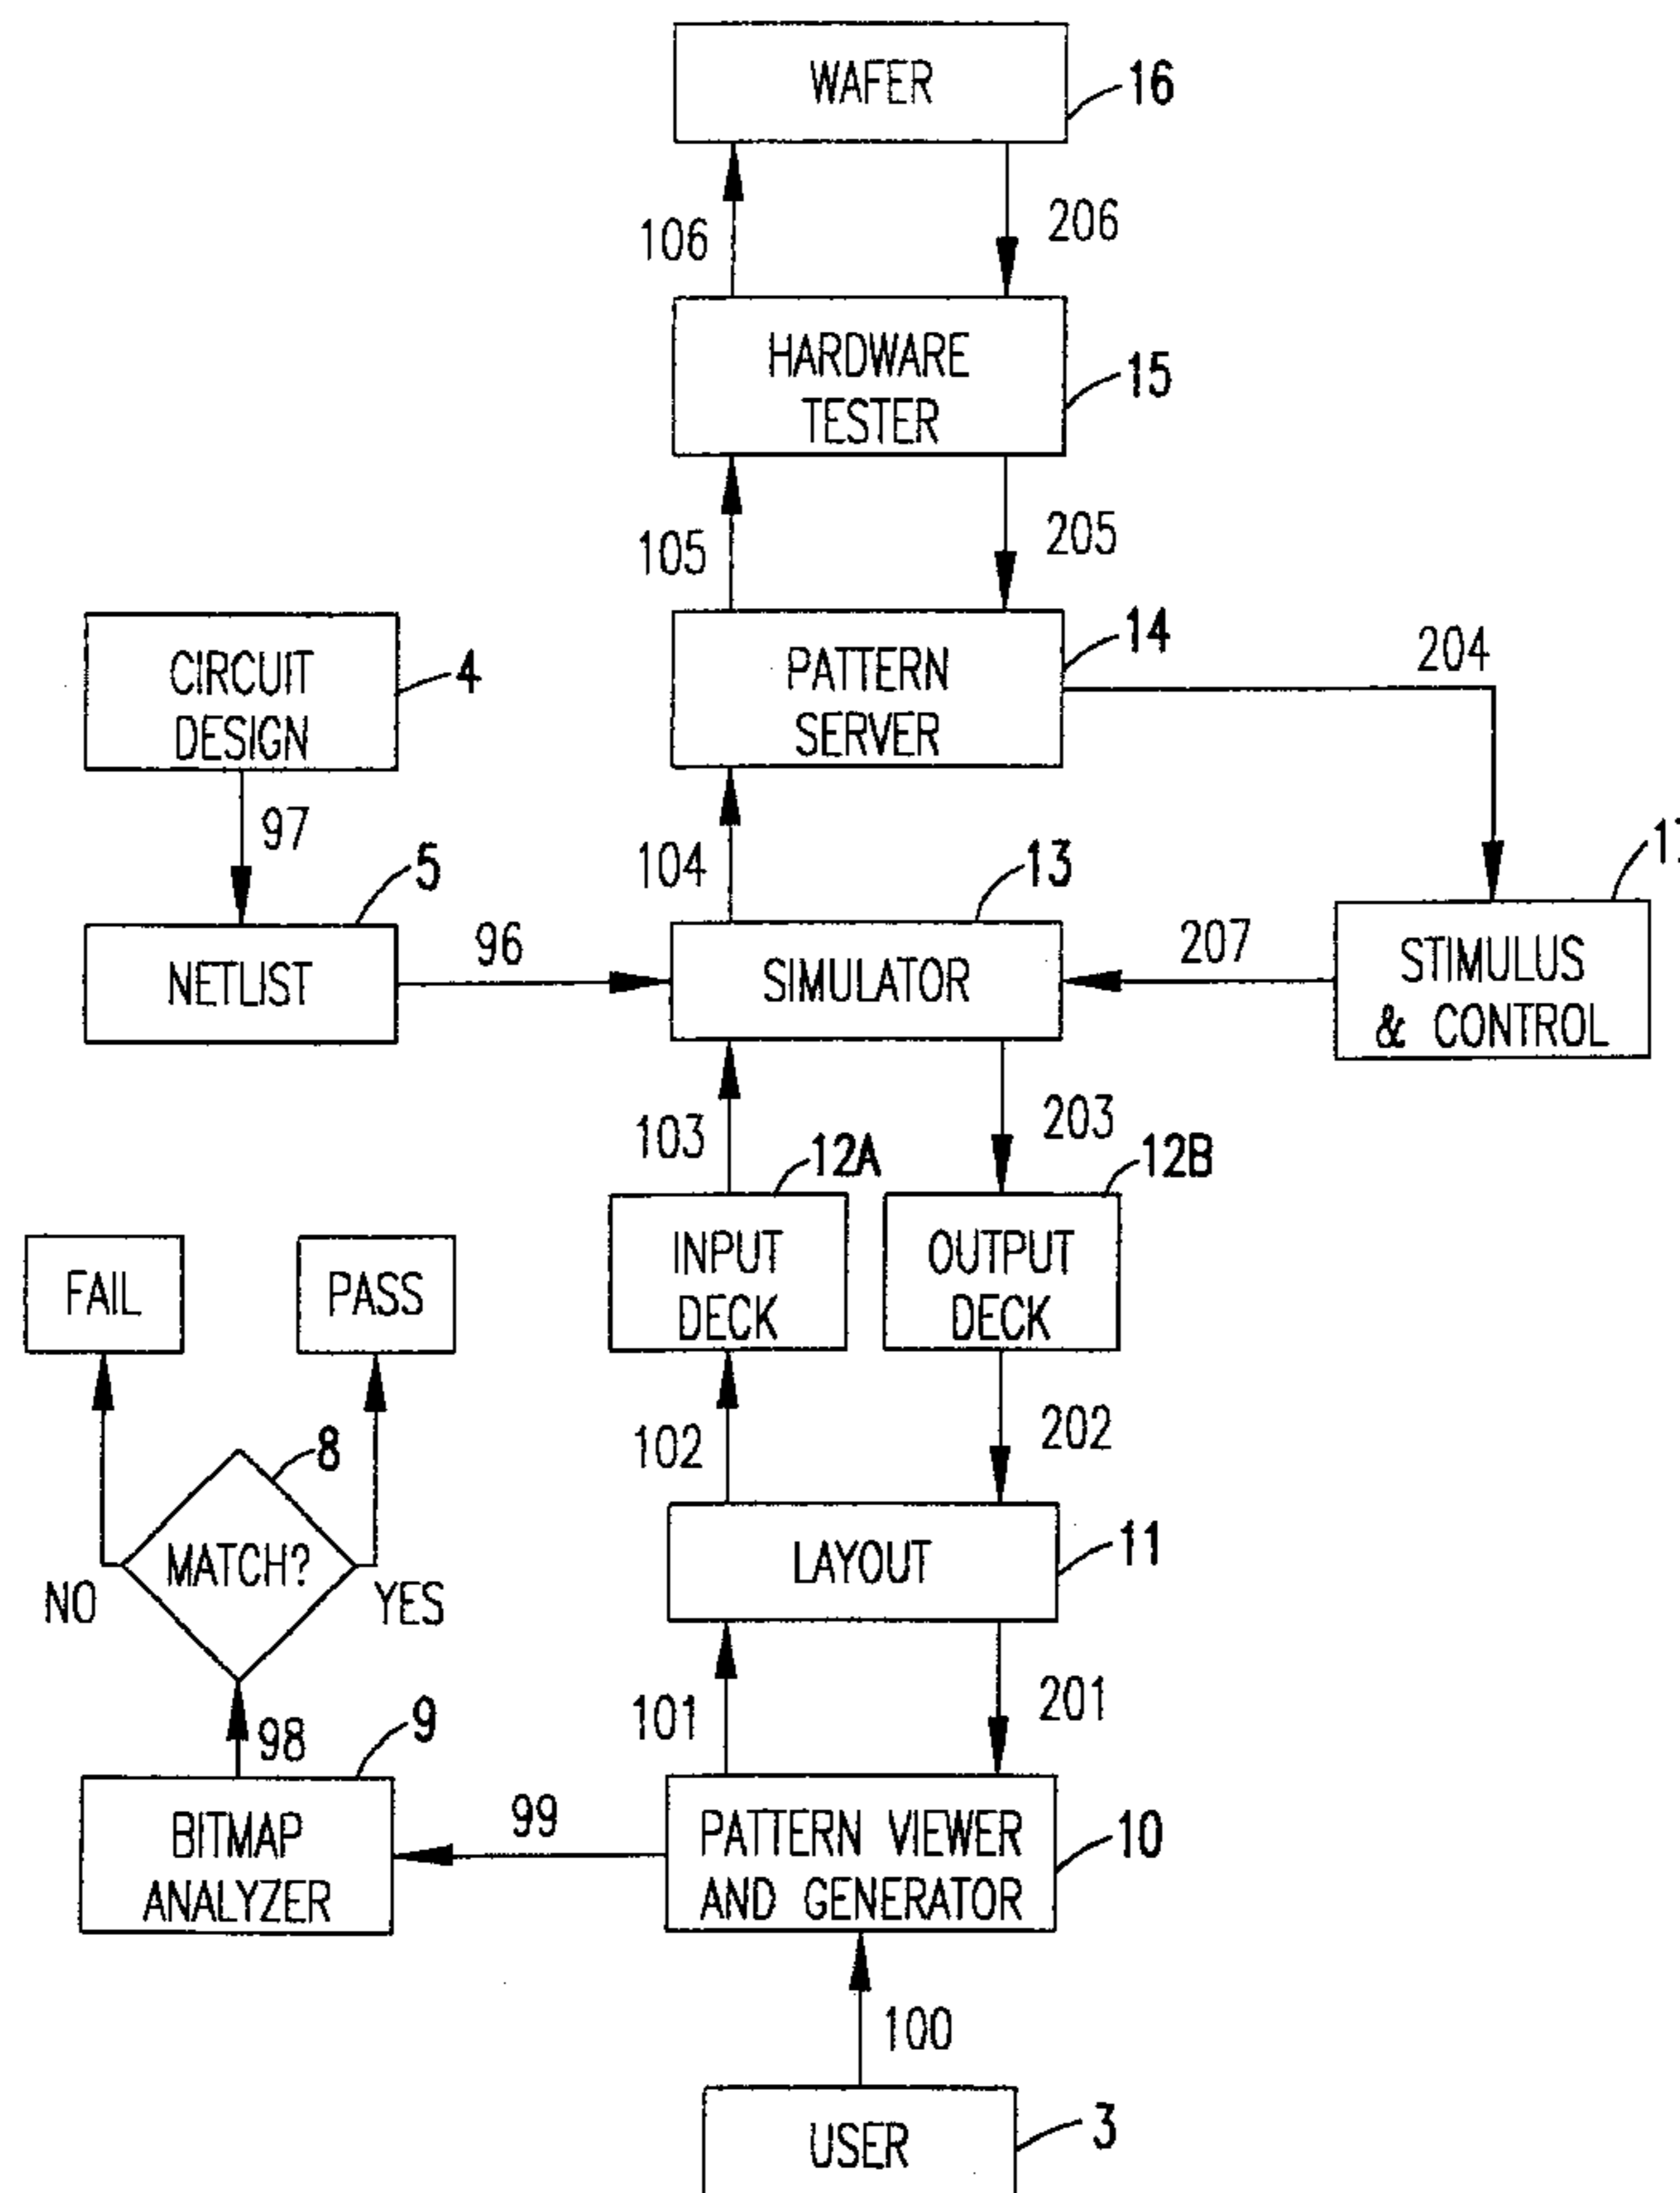 WAFER
16
106
206
HARDWARE
TESTER
15
105
205
CIRCUIT
DESIGN
4
PATTERN
SERVER
14
204
97
5
104
13
NETLIST
96
SIMULATOR
207
STIMULUS
& CONTROL
103
203
12A
12B
FAIL
PASS
INPUT
DECK
OUTPUT
DECK
8
102
202
MATCH?
NO
YES
LAYOUT
11
98
9
101
201
BITMAP
ANALYZER
99
PATTERN VIEWER
AND GENERATOR
10
100
USER
3